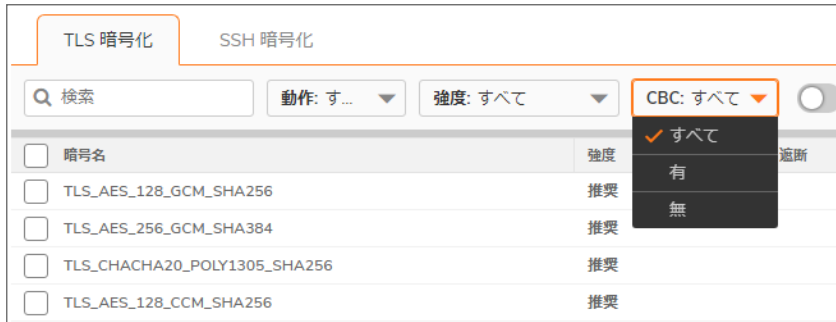 TLS 暗号化 SSH 暗号化
検索 動作: す... 強度: すべて CBC: すべて
すべて
暗号名 強度 遮断
有
TLS_AES_128_GCM_SHA256 推奨
無
TLS_AES_256_GCM_SHA384 推奨
TLS_CHACHA20_POLY1305_SHA256 推奨
TLS_AES_128_CCM_SHA256 推奨